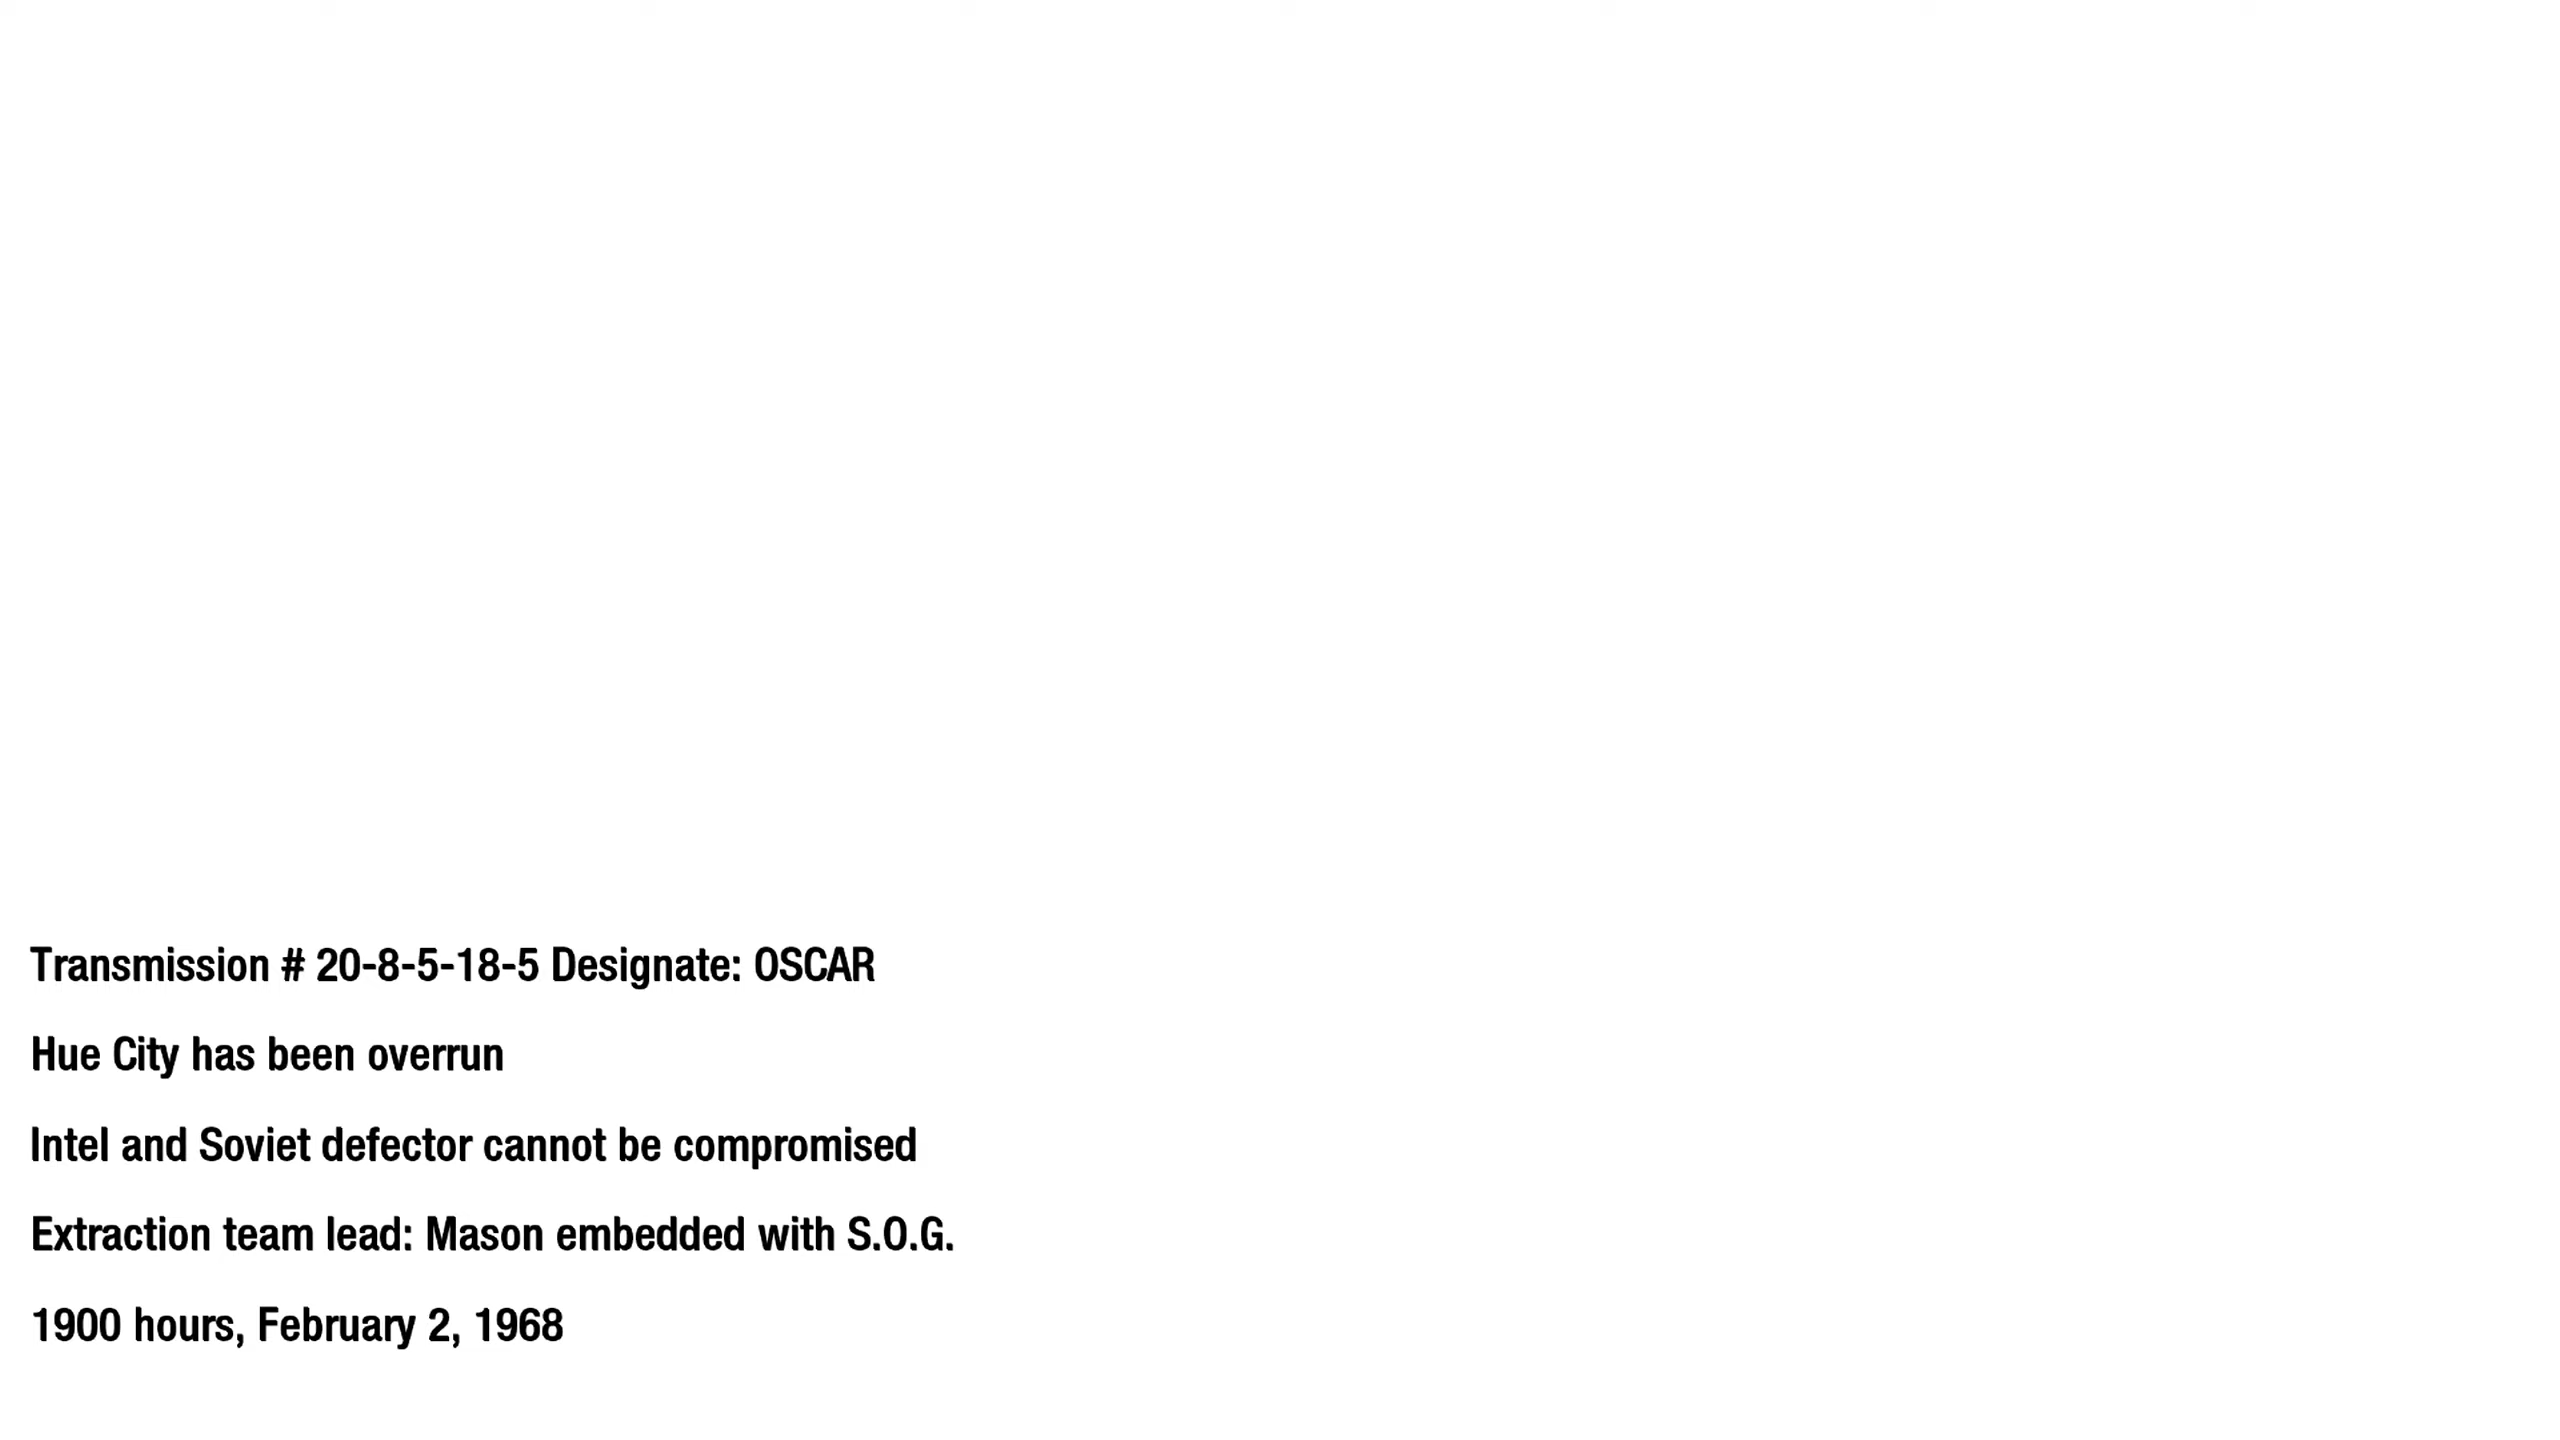 Transmission # 20-8-5-18-5 Designate: OSCAR
Hue City has been overrun
Intel and Soviet defector cannot be compromised
Extraction team lead: Mason embedded with S.O.G.
1900 hours, February 2, 1968